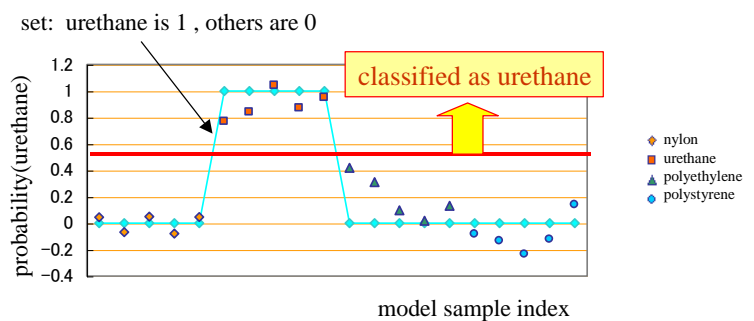 set: urethane is 1 , others are 0
classified as urethane
probability(urethane)
1.2
1
0.8
0.6
0.4
0.2
0
−0.2
−0.4
nylon
urethane
polyethylene
polystyrene
model sample index